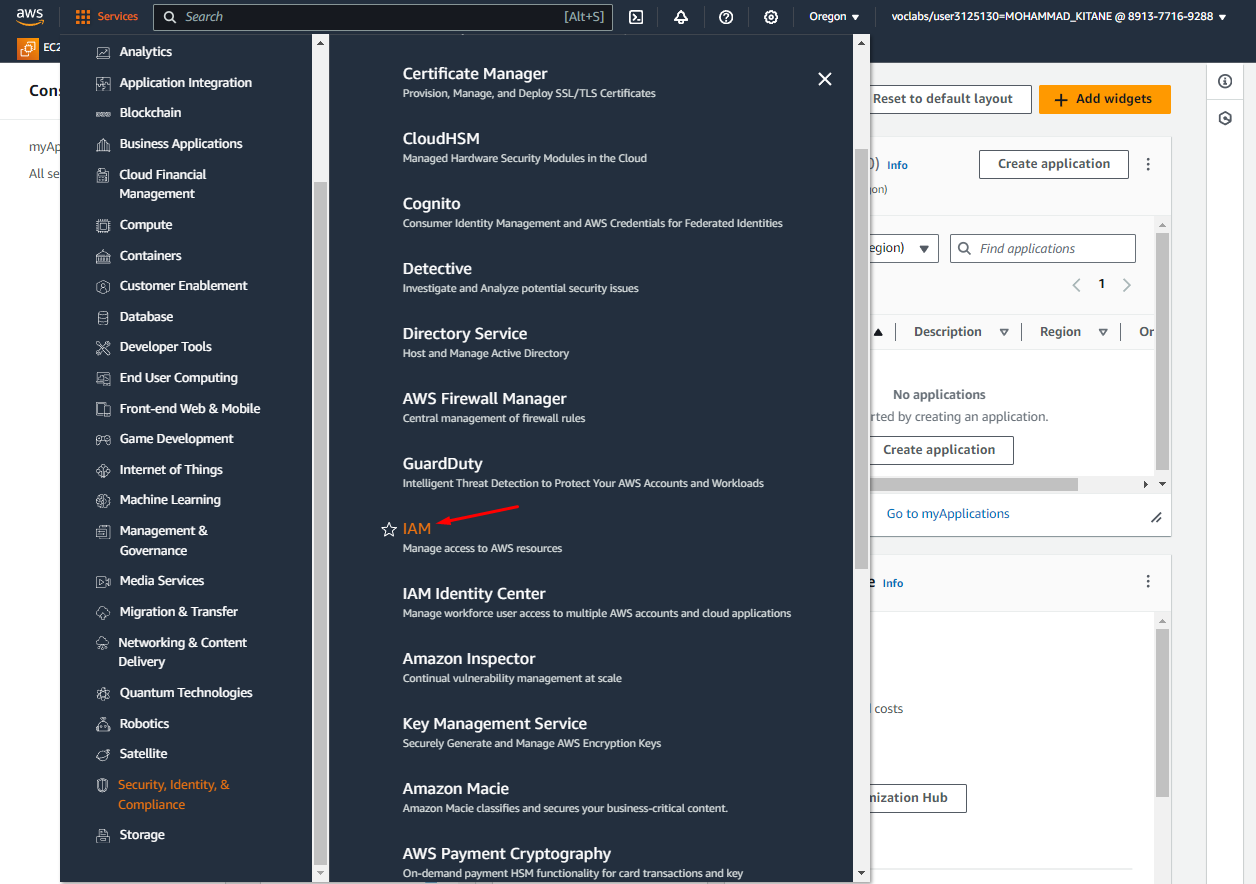 aws
Services
Search
[Alt+S]
Oregon
voclabs/user3125130=MOHAMMAD_KITANE @ 8913-7716-9288
EC2
Analytics
Application Integration
Blockchain
Business Applications
Cloud Financial
Management
Compute
Containers
Customer Enablement
Database
Developer Tools
End User Computing
Front-end Web & Mobile
Game Development
Internet of Things
Machine Learning
Management &
Governance
Media Services
Migration & Transfer
Networking & Content
Delivery
Quantum Technologies
Robotics
Satellite
Security, Identity, &
Compliance
Storage
Certificate Manager
Provision, Manage, and Deploy SSL/TLS Certificates
CloudHSM
Managed Hardware Security Modules in the Cloud
Cognito
Consumer Identity Management and AWS Credentials for Federated Identities
Detective
Investigate and Analyze potential security issues
Directory Service
Host and Manage Active Directory
AWS Firewall Manager
Central management of firewall rules
GuardDuty
Intelligent Threat Detection to Protect Your AWS Accounts and Workloads
IAM
Manage access to AWS resources
IAM Identity Center
Manage workforce user access to multiple AWS accounts and cloud applications
Amazon Inspector
Continual vulnerability management at scale
Key Management Service
Securely Generate and Manage AWS Encryption Keys
Amazon Macie
Amazon Macie classifies and secures your business-critical content.
AWS Payment Cryptography
On-demand payment HSM functionality for card transactions and key
Reset to default layout
Add widgets
Info
Create application
Find applications
1
Description
Region
No applications
by creating an application.
Create application
Go to myApplications
Info
costs
Hub